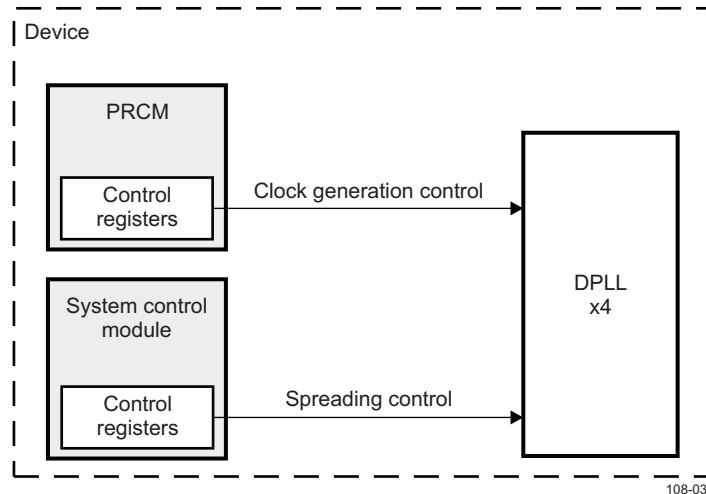 Device
PRCM
Control
registers
Clock generation control
System control
module
Control
registers
Spreading control
DPLL
x4
108-03